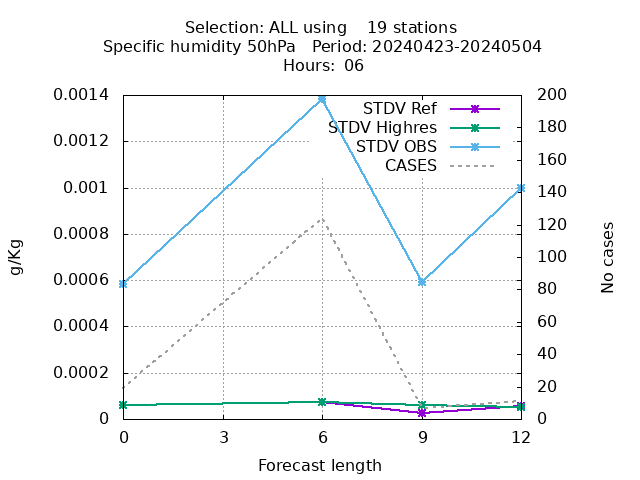 Selection: ALL using    19 stations
Specific humidity 50hPa   Period: 20240423-20240504
Hours:  06
0.0014
0.0012
0.001
0.0008
0.0006
0.0004
0.0002
0
g/Kg
STDV Ref
STDV Highres
STDV OBS
CASES
200
180
160
140
120
100
80
60
40
20
0
No cases
0 3 6 9 12
Forecast length